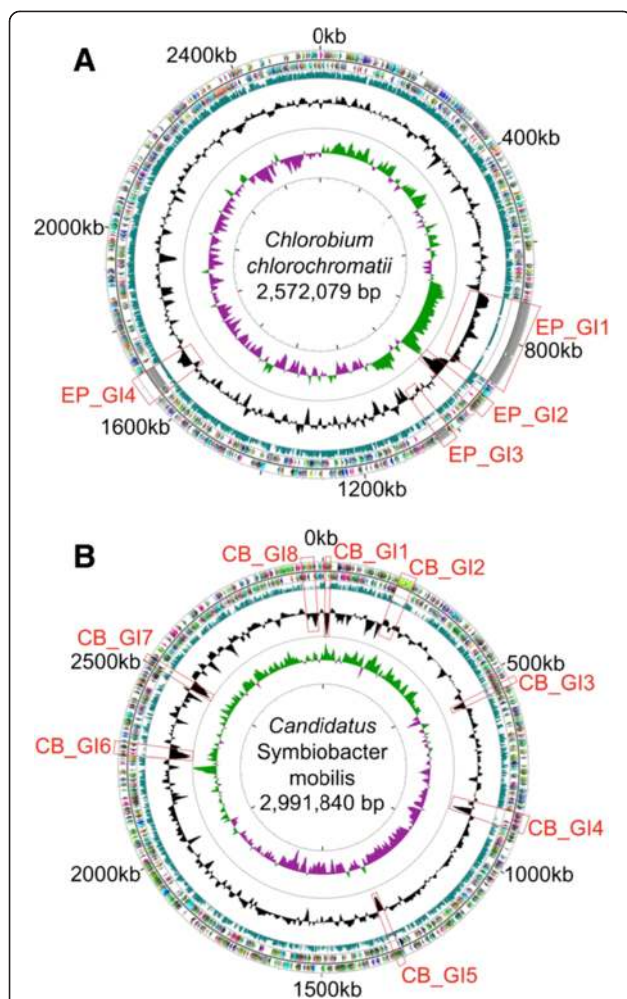 A
0kb
2400kb
400kb
2000kb
Chlorobium
chlorochromatii
2,572,079 bp
EP_GI1
800kb
EP_GI4
EP_GI2
1600kb
EP_GI3
1200kb
B
0kb
CB_GI8
CB_GI1
CB_GI2
CB_GI7
2500kb
500kb
CB_GI3
Candidatus
Symbiobacter
mobilis
2,991,840 bp
CB_GI6
CB_GI4
2000kb
1000kb
CB_GI5
1500kb